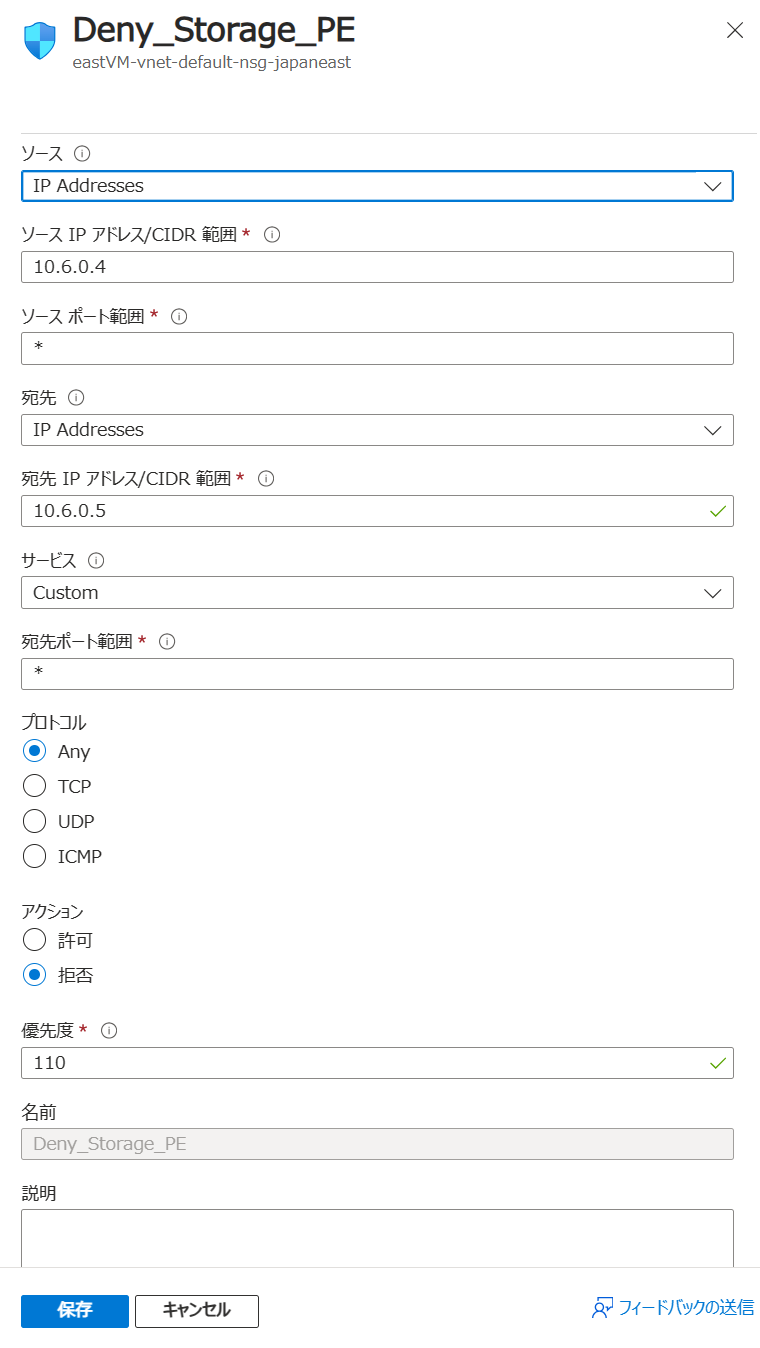 Deny_Storage_PE
eastVM-vnet-default-nsg-japaneast
ソース
IP Addresses
ソース IP アドレス/CIDR 範囲 *
10.6.0.4
ソース ポート範囲 *
*
宛先
IP Addresses
宛先 IP アドレス/CIDR 範囲 *
10.6.0.5
サービス
Custom
宛先ポート範囲 *
*
プロトコル
Any
TCP
UDP
ICMP
アクション
許可
拒否
優先度 *
110
名前
Deny_Storage_PE
説明
保存 キャンセル フィードバックの送信